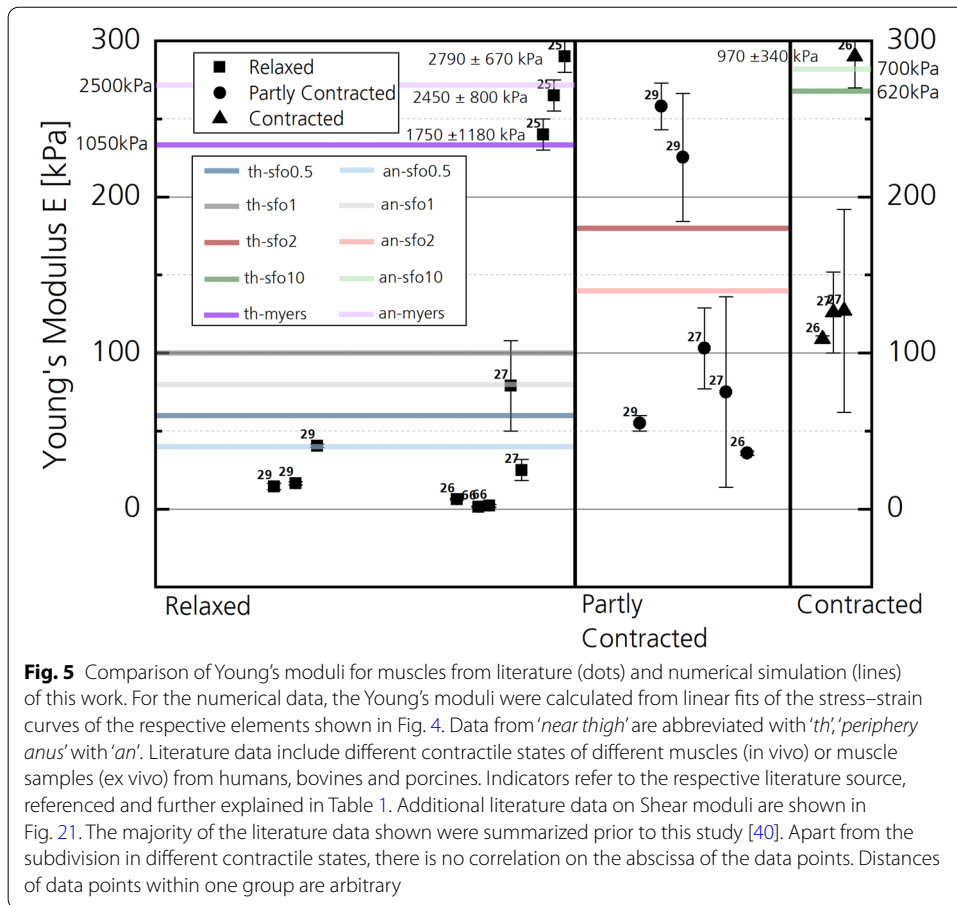 300
200
100
0
Young's Modulus E [kPa]
2500kPa
1050kPa
Relaxed
Partly Contracted
Contracted
th-sfo0.5 an-sfo0.5
th-sfo1 an-sfo1
th-sfo2 an-sfo2
th-sfo10 an-sfo10
th-myers an-myers
2790 ± 670 kPa
25
2450 ± 800 kPa
25
1750 ±1180 kPa
25
29
29
29
26
66
66
27
27
29
29
29
27
27
26
970 ±340 kPa
26
26
27
27
300
700kPa
620kPa
200
100
0
Relaxed
Partly
Contracted
Contracted
Fig. 5 Comparison of Young's moduli for muscles from literature (dots) and numerical simulation (lines)
of this work. For the numerical data, the Young's moduli were calculated from linear fits of the stress–strain
curves of the respective elements shown in Fig. 4. Data from 'near thigh' are abbreviated with 'th', 'periphery
anus' with 'an'. Literature data include different contractile states of different muscles (in vivo) or muscle
samples (ex vivo) from humans, bovines and porcines. Indicators refer to the respective literature source,
referenced and further explained in Table 1. Additional literature data on Shear moduli are shown in
Fig. 21. The majority of the literature data shown were summarized prior to this study [40]. Apart from the
subdivision in different contractile states, there is no correlation on the abscissa of the data points. Distances
of data points within one group are arbitrary